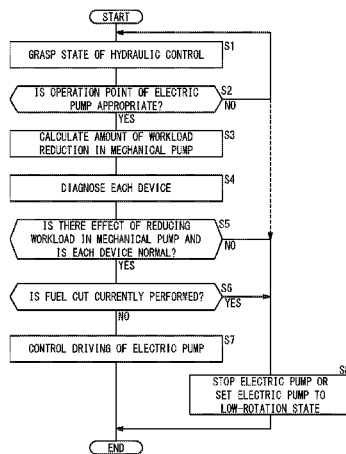 START
GRASP STATE OF HYDRAULIC CONTROL
S1
IS OPERATION POINT OF ELECTRIC
PUMP APPROPRIATE?
S2
NO
YES
CALCULATE AMOUNT OF WORKLOAD
REDUCTION IN MECHANICAL PUMP
S3
DIAGNOSE EACH DEVICE
S4
IS THERE EFFECT OF REDUCING
WORKLOAD IN MECHANICAL PUMP AND
IS EACH DEVICE NORMAL?
S5
NO
YES
IS FUEL CUT CURRENTLY PERFORMED?
S6
YES
NO
CONTROL DRIVING OF ELECTRIC PUMP
S7
STOP ELECTRIC PUMP OR
SET ELECTRIC PUMP TO
LOW-ROTATION STATE
END